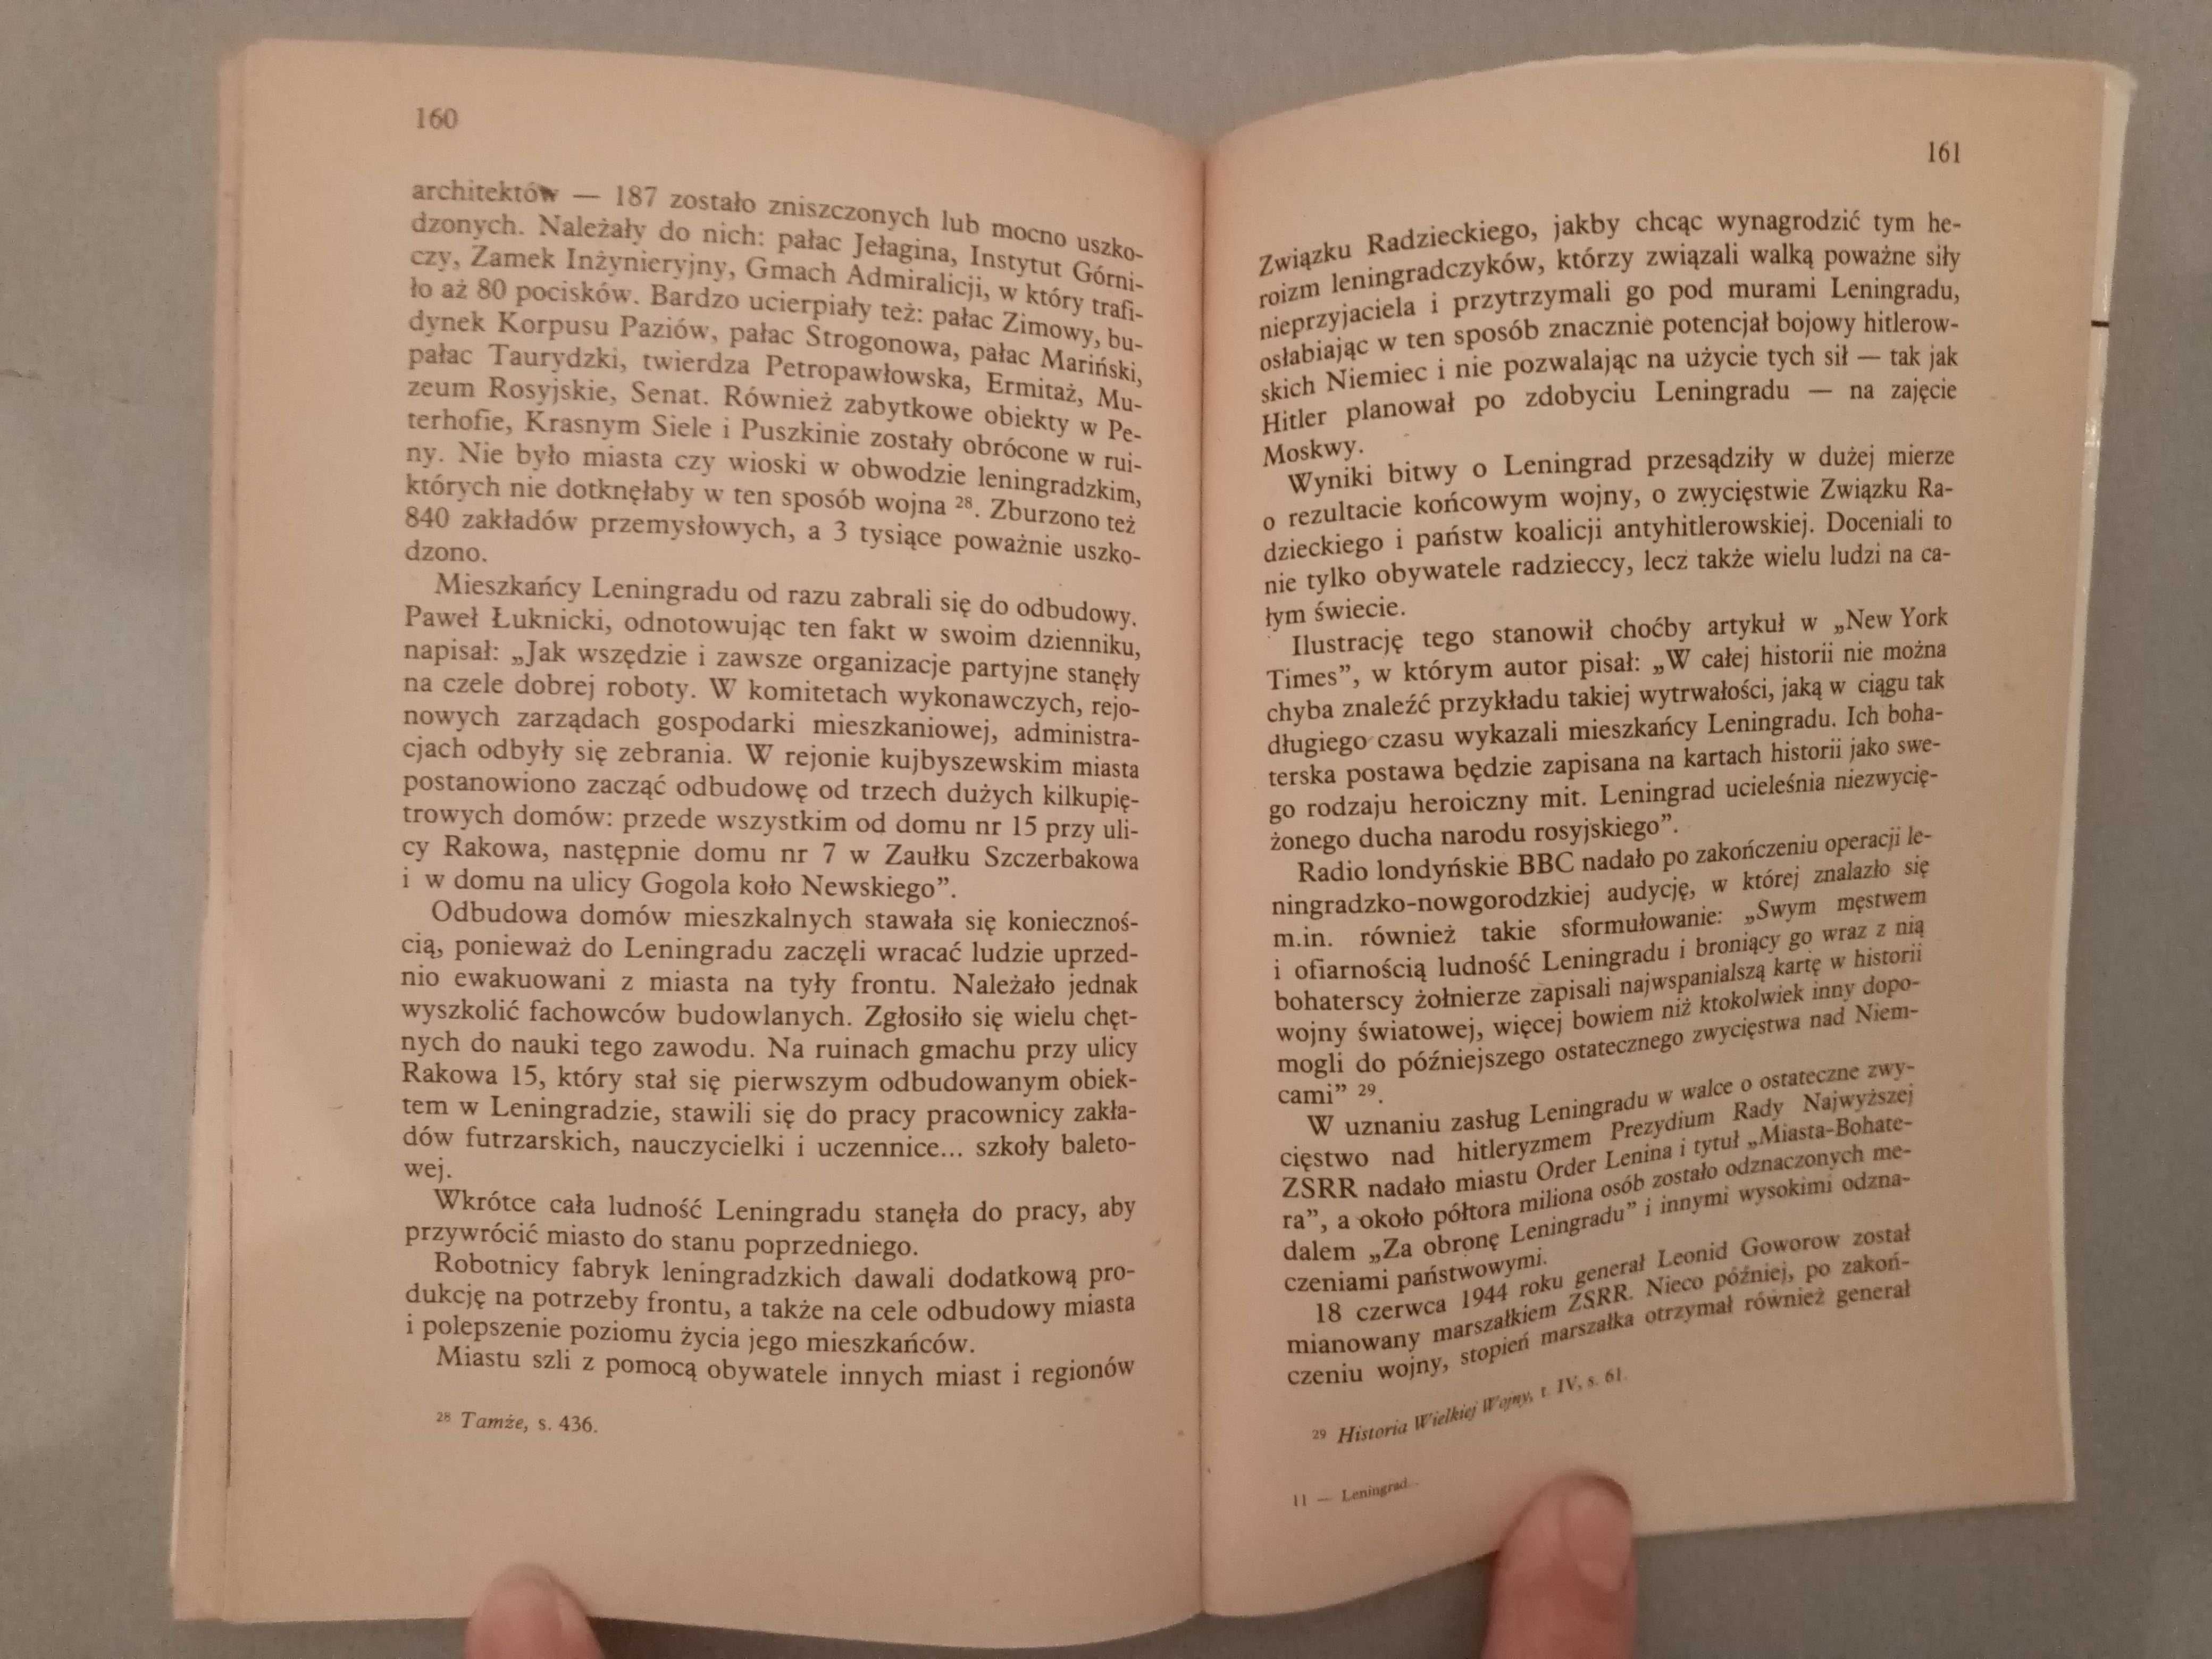 160
architektów — 187 zostało zniszczonych lub mocno uszko-
dzonych. Należały do nich: pałac Jełagina, Instytut Górni-
czy, Zamek Inżynieryjny, Gmach Admiralicji, w który trafi-
ło aż 80 pocisków. Bardzo ucierpiały też: pałac Zimowy, bu-
dynek Korpusu Paziów, pałac Strogonowa, pałac Mariński,
pałac Taurydzki, twierdza Petropawłowska, Ermitaż, Mu-
zeum Rosyjskie, Senat. Również zabytkowe obiekty w Pe-
terhofie, Krasnym Siele i Puszkinie zostały obrócone w rui-
ny. Nie było miasta czy wioski w obwodzie leningradzkim,
których nie dotknęłaby w ten sposób wojna ²⁸. Zburzono też
840 zakładów przemysłowych, a 3 tysiące poważnie uszko-
dzono.
Mieszkańcy Leningradu od razu zabrali się do odbudowy.
Paweł Łuknicki, odnotowując ten fakt w swoim dzienniku,
napisał: „Jak wszędzie i zawsze organizacje partyjne stanęły
na czele dobrej roboty. W komitetach wykonawczych, rejo-
nowych zarządach gospodarki mieszkaniowej, administra-
cjach odbyły się zebrania. W rejonie kujbyszewskim miasta
postanowiono zacząć odbudowę od trzech dużych kilkupię-
trowych domów: przede wszystkim od domu nr 15 przy uli-
cy Rakowa, następnie domu nr 7 w Zaułku Szczerbakowa
i w domu na ulicy Gogola koło Newskiego”.
Odbudowa domów mieszkalnych stawała się koniecznoś-
cią, ponieważ do Leningradu zaczęli wracać ludzie uprzed-
nio ewakuowani z miasta na tyły frontu. Należało jednak
wyszkolić fachowców budowlanych. Zgłosiło się wielu chęt-
nych do nauki tego zawodu. Na ruinach gmachu przy ulicy
Rakowa 15, który stał się pierwszym odbudowanym obiek-
tem w Leningradzie, stawili się do pracy pracownicy zakła-
dów futrzarskich, nauczycielki i uczennice... szkoły baleto-
wej.
Wkrótce cała ludność Leningradu stanęła do pracy, aby
przywrócić miasto do stanu poprzedniego.
Robotnicy fabryk leningradzkich dawali dodatkową pro-
dukcję na potrzeby frontu, a także na cele odbudowy miasta
i polepszenie poziomu życia jego mieszkańców.
Miastu szli z pomocą obywatele innych miast i regionów
²⁸ Tamże, s. 436.
161
Związku Radzieckiego, jakby chcąc wynagrodzić tym he-
roizm leningradczyków, którzy związali walką poważne siły
nieprzyjaciela i przytrzymali go pod murami Leningradu,
osłabiając w ten sposób znacznie potencjał bojowy hitlerow-
skich Niemiec i nie pozwalając na użycie tych sił — tak jak
Hitler planował po zdobyciu Leningradu — na zajęcie
Moskwy.
Wyniki bitwy o Leningrad przesądziły w dużej mierze
o rezultacie końcowym wojny, o zwycięstwie Związku Ra-
dzieckiego i państw koalicji antyhitlerowskiej. Doceniali to
nie tylko obywatele radzieccy, lecz także wielu ludzi na ca-
łym świecie.
Ilustrację tego stanowił choćby artykuł w „New York
Times”, w którym autor pisał: „W całej historii nie można
chyba znaleźć przykładu takiej wytrwałości, jaką w ciągu tak
długiego czasu wykazali mieszkańcy Leningradu. Ich boha-
terska postawa będzie zapisana na kartach historii jako swe-
go rodzaju heroiczny mit. Leningrad ucieleśnia niezwycię-
żonego ducha narodu rosyjskiego”.
Radio londyńskie BBC nadało po zakończeniu operacji le-
ningradzko-nowgorodzkiej audycję, w której znalazło się
m.in. również takie sformułowanie: „Swym męstwem
i ofiarnością ludność Leningradu i broniący go wraz z nią
bohaterscy żołnierze zapisali najwspanialszą kartę w historii
wojny światowej, więcej bowiem niż ktokolwiek inny dopo-
mogli do późniejszego ostatecznego zwycięstwa nad Niem-
cami” ²⁹.
W uznaniu zasług Leningradu w walce o ostateczne zwy-
cięstwo nad hitleryzmem Prezydium Rady Najwyższej
ZSRR nadało miastu Order Lenina i tytuł „Miasta-Bohate-
ra”, a około półtora miliona osób zostało odznaczonych me-
dalem „Za obronę Leningradu” i innymi wysokimi odzna-
czeniami państwowymi.
18 czerwca 1944 roku generał Leonid Goworow został
mianowany marszałkiem ZSRR. Nieco później, po zakoń-
czeniu wojny, stopień marszałka otrzymał również generał
²⁹ Historia Wielkiej Wojny, t. IV, s. 61.
11 — Leningrad...